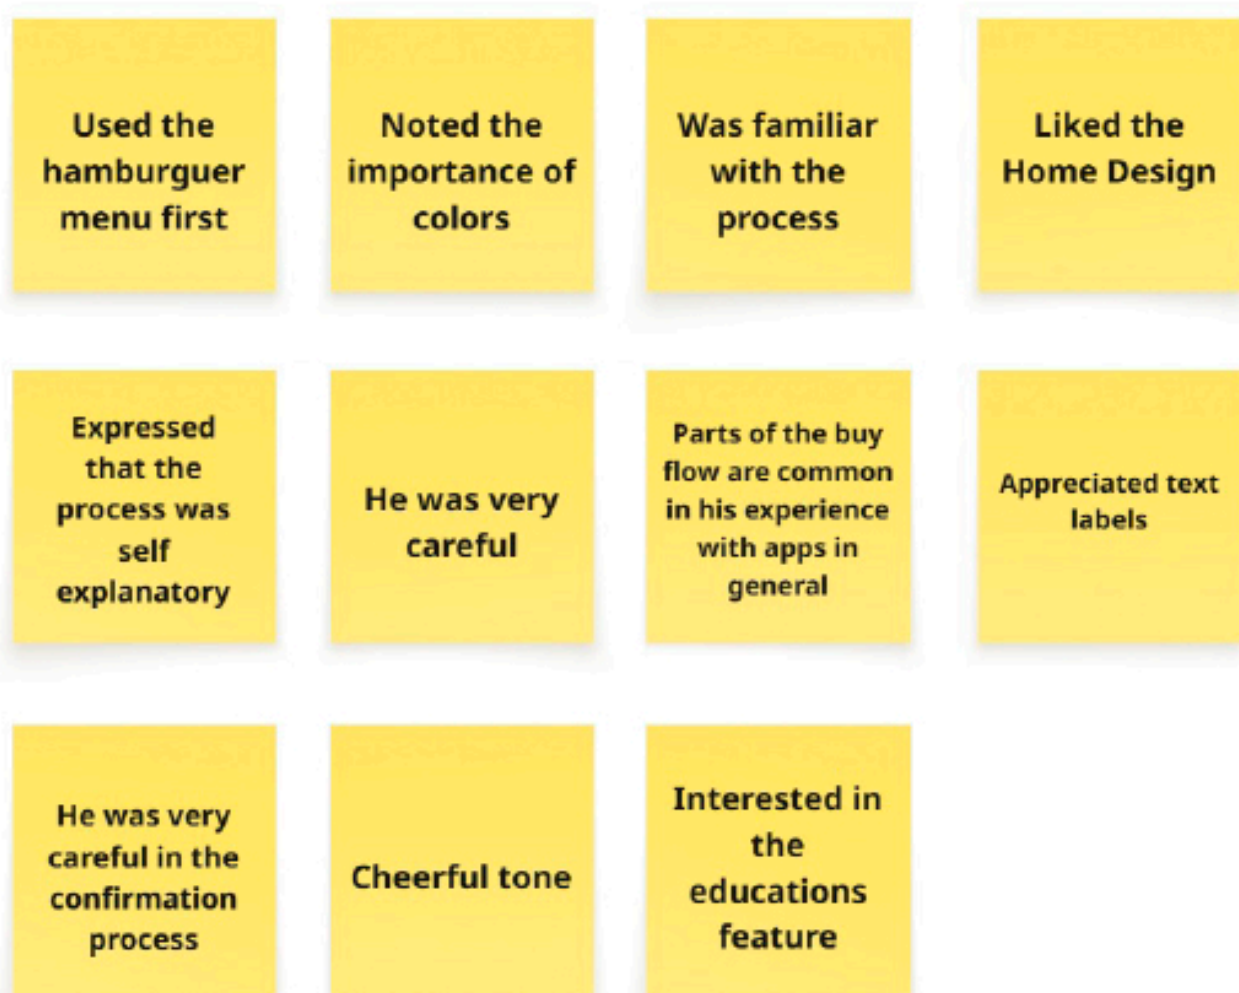 Used the
hamburguer
menu first
Noted the
importance of
colors
Was familiar
with the
process
Liked the
Home Design
Expressed
that the
process was
self
explanatory
He was very
careful
Parts of the buy
flow are common
in his experience
with apps in
general
Appreciated text
labels
He was very
careful in the
confirmation
process
Cheerful tone
Interested in
the
educations
feature